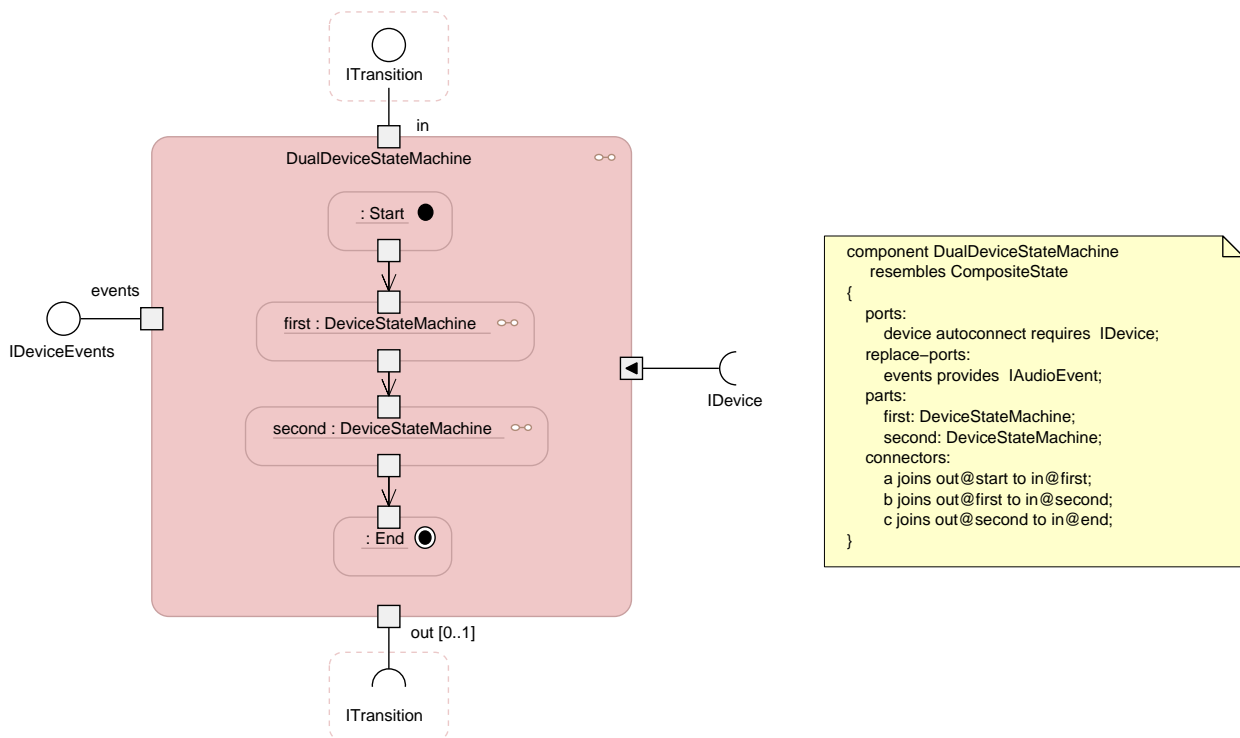 ITransition
in
DualDeviceStateMachine
: Start
events
IDeviceEvents
first : DeviceStateMachine
IDevice
second : DeviceStateMachine
: End
out [0..1]
ITransition
component DualDeviceStateMachine
resembles CompositeState
{
ports:
device autoconnect requires IDevice;
replace−ports:
events provides IAudioEvent;
parts:
first: DeviceStateMachine;
second: DeviceStateMachine;
connectors:
a joins out@start to in@first;
b joins out@first to in@second;
c joins out@second to in@end;
}